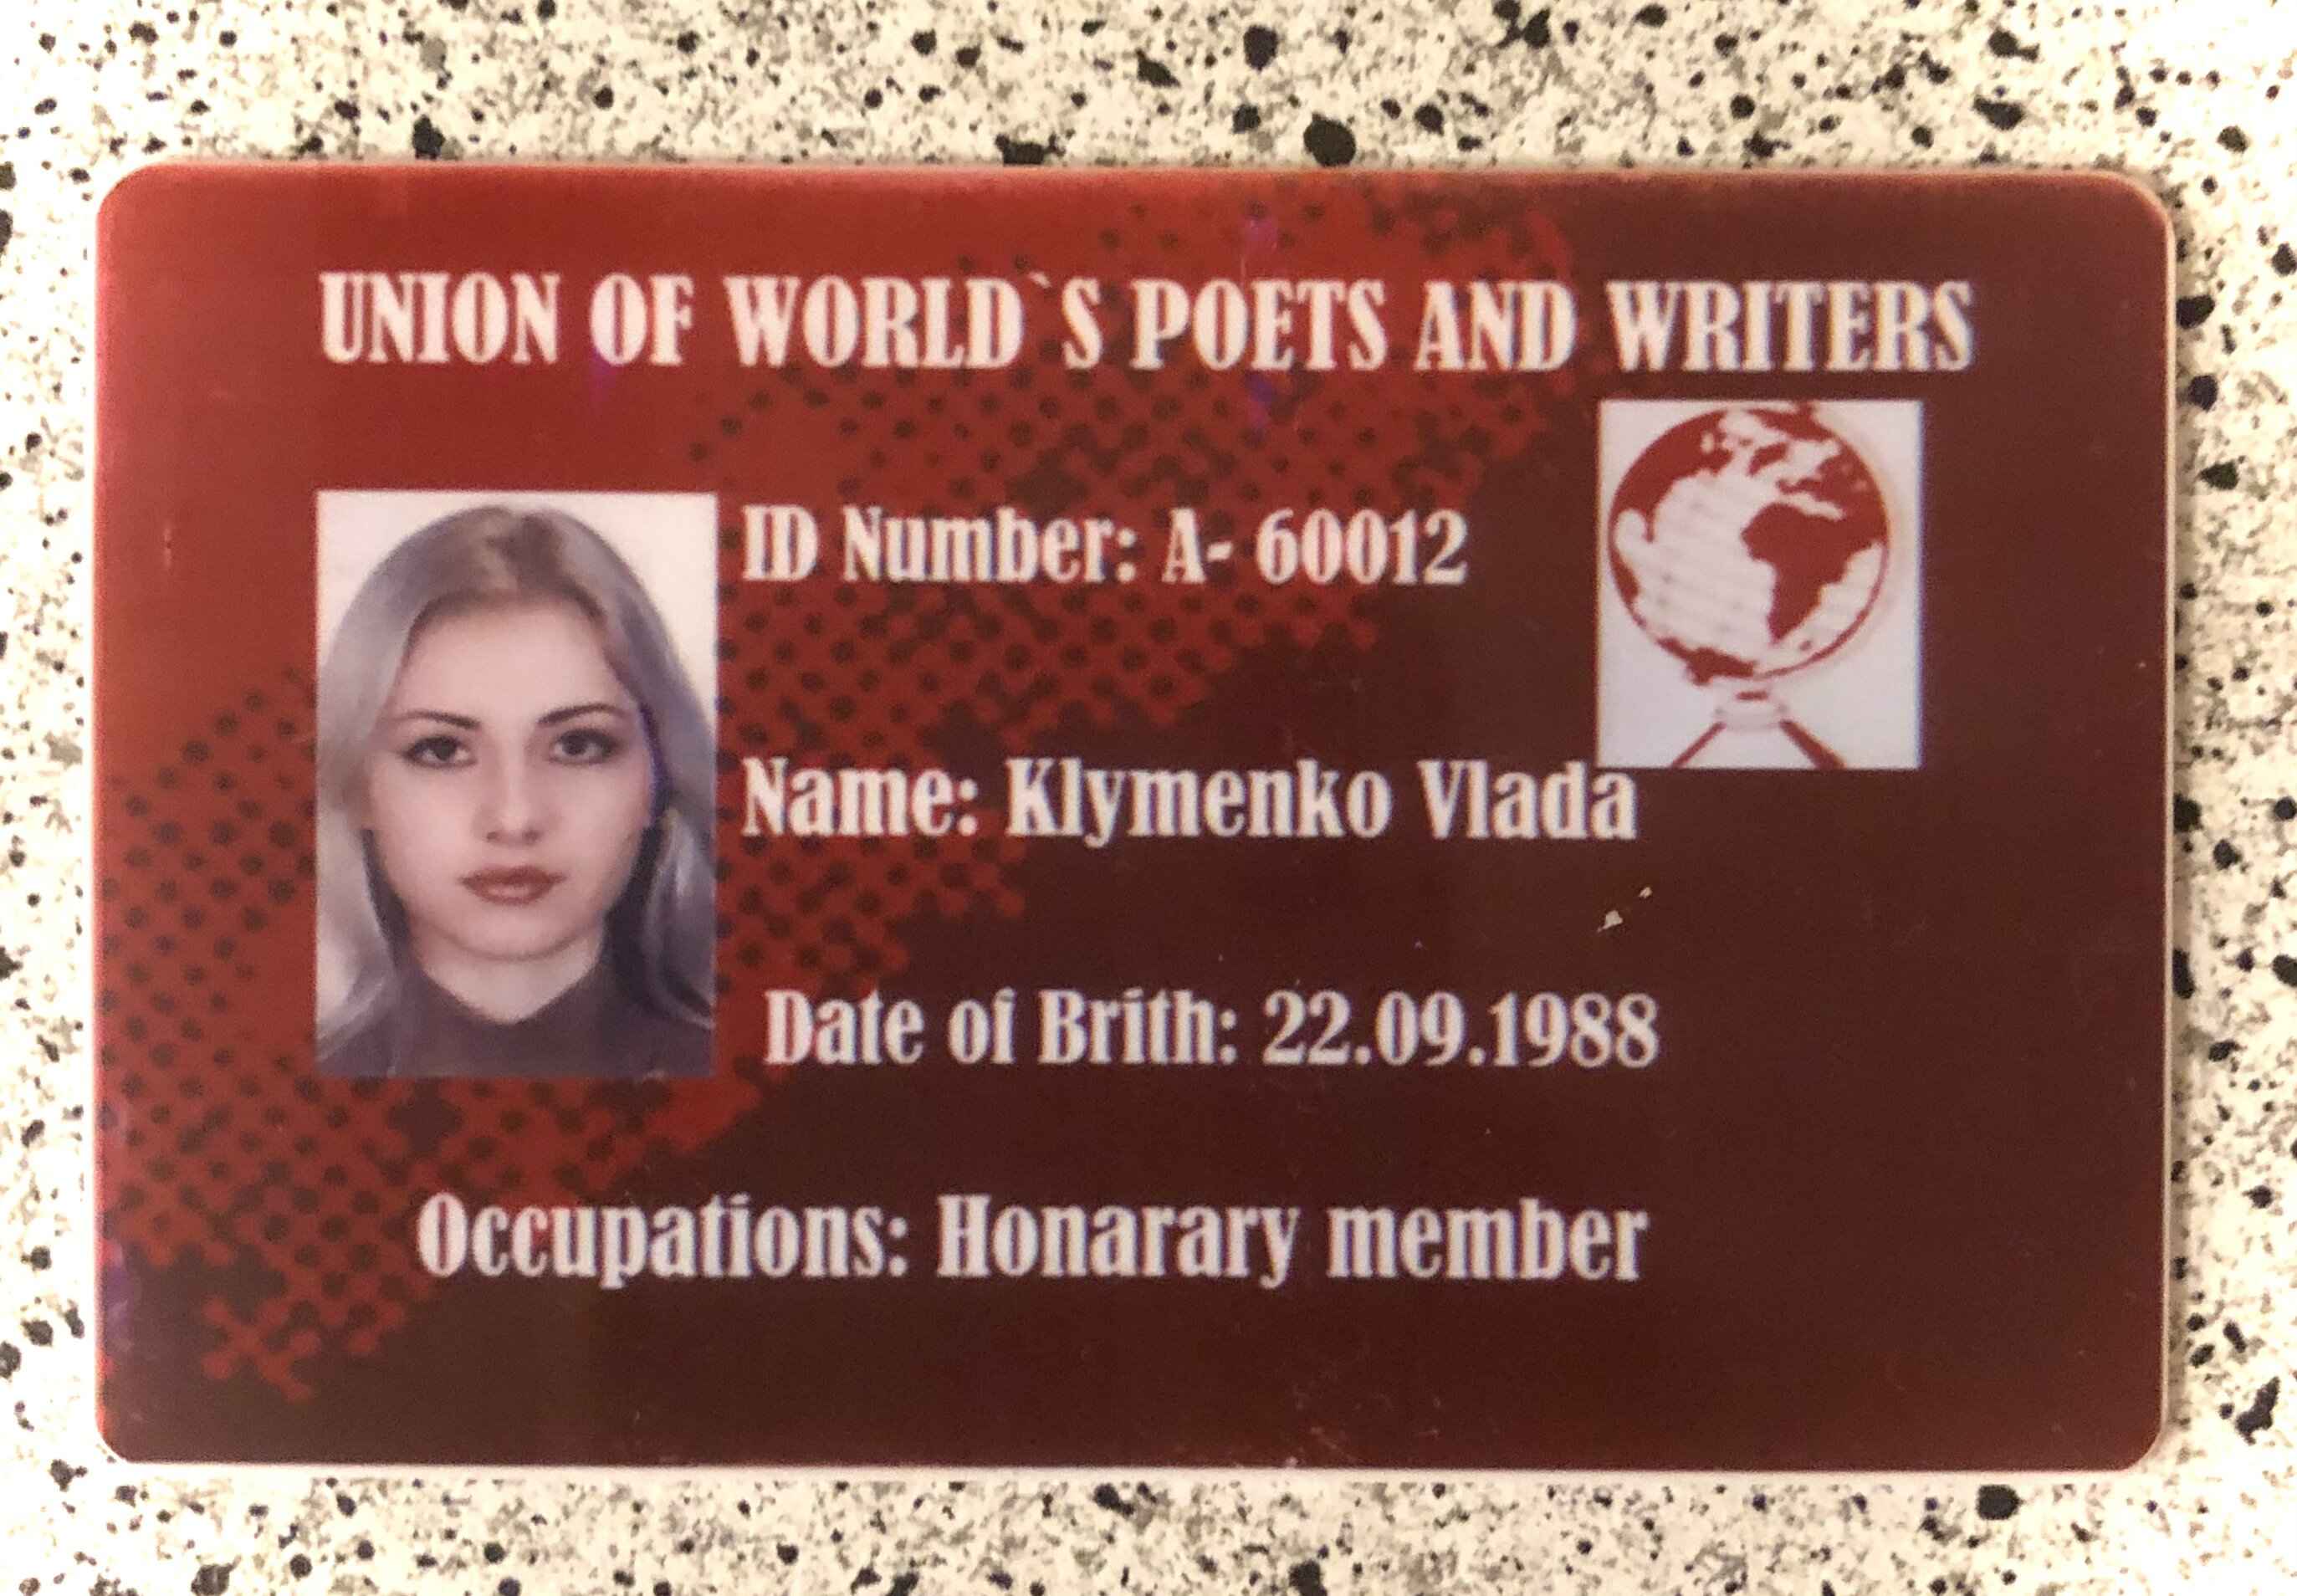 UNION OF WORLD`S POETS AND WRITERS
ID Number: A- 60012
Name: Klymenko Vlada
Date of Brith: 22.09.1988
Occupations: Honarary member